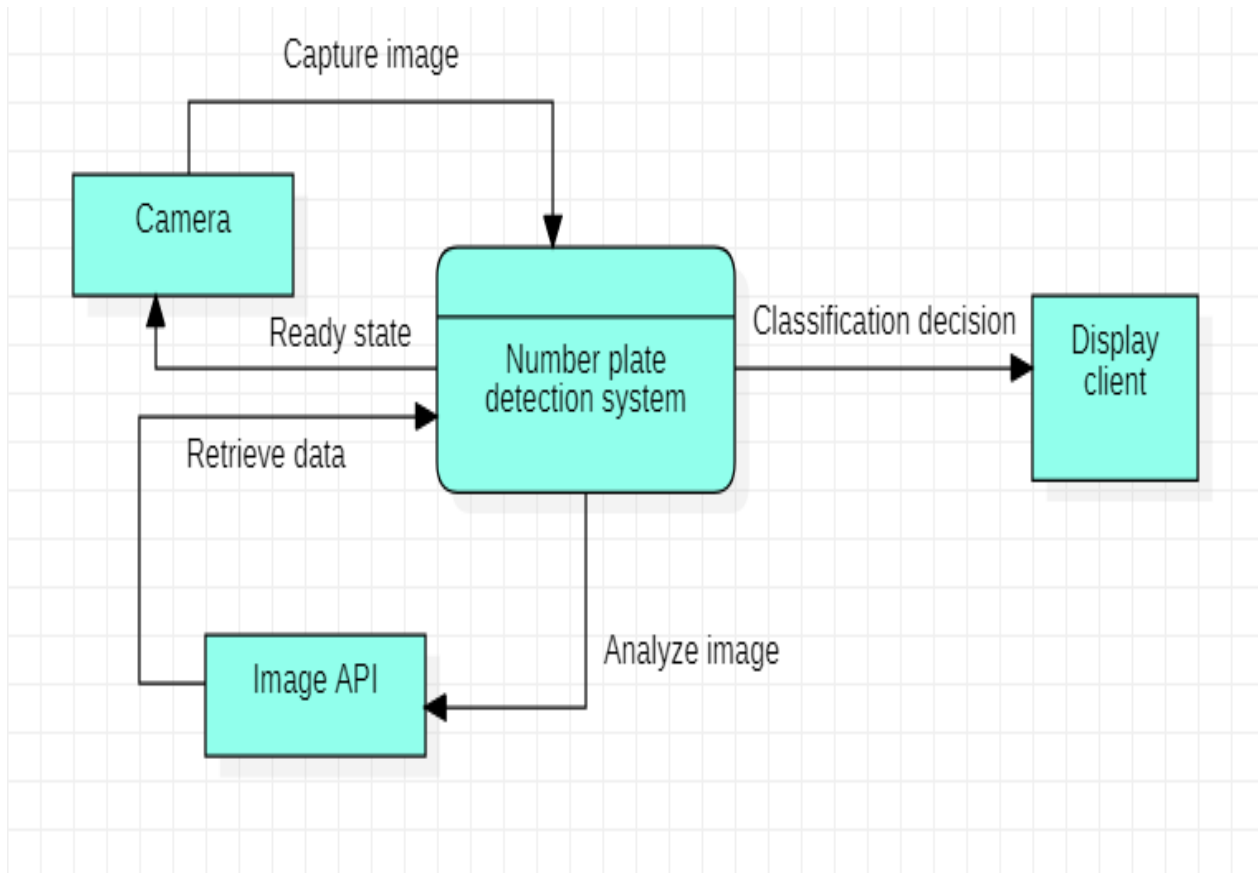 Capture image
Camera
Ready state
Number plate
detection system
Classification decision
Display
client
Retrieve data
Image API
Analyze image